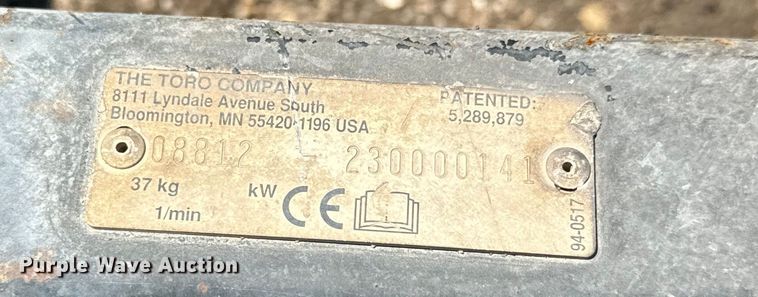 THE TORO COMPANY
8111 Lyndale Avenue South
Bloomington, MN 55420-1196 USA
PATENTED:
5,289,879
08812 - 230000141
37 kg kW
1/min
CE
94-0517
Purple Wave Auction